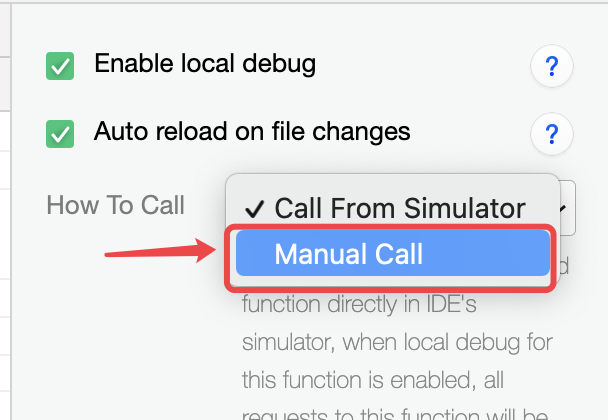 Enable local debug
?
Auto reload on file changes
?
How To Call
✓ Call From Simulator
Manual Call
function directly in IDE's
simulator, when local debug for
this function is enabled, all
requests to this function will be